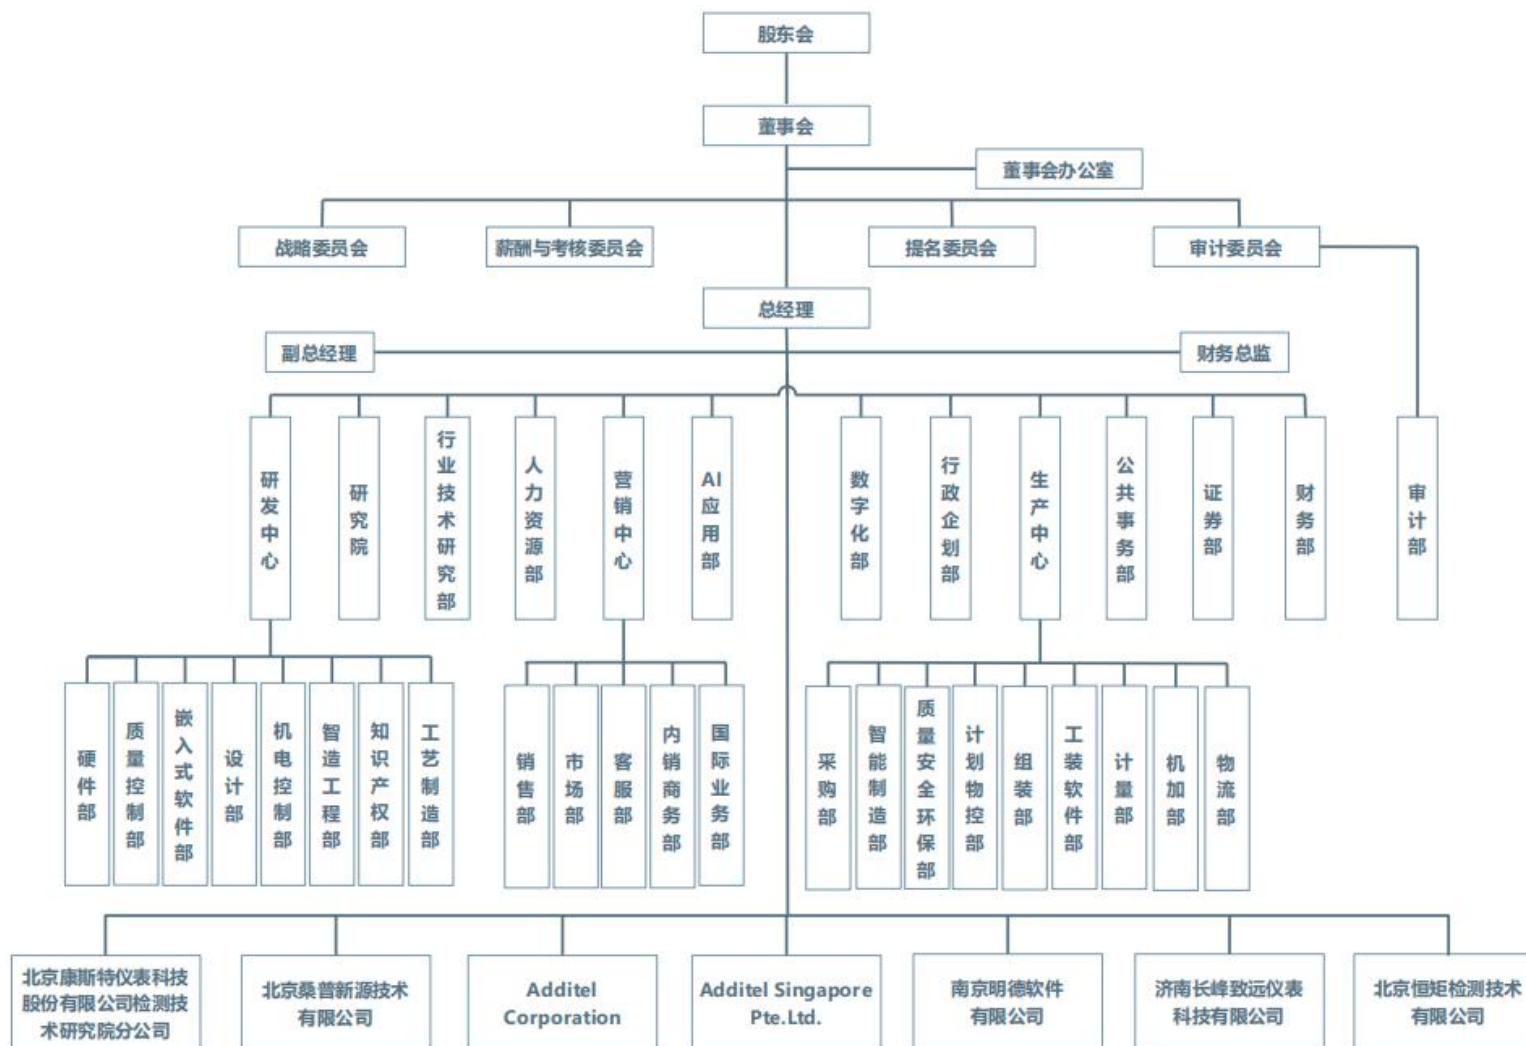 股东会
董事会
董事会办公室
战略委员会
薪酬与考核委员会
提名委员会
审计委员会
总经理
副总经理
财务总监
研发中心
研究院
行业技术研究部
人力资源部
营销中心
AI应用部
数字化部
行政企划部
生产中心
公共事务部
证券部
财务部
审计部
硬件部
质量控制部
嵌入式软件部
设计部
机电控制部
智造工程部
知识产权部
工艺制造部
销售部
市场部
客服部
内销商务部
国际业务部
采购部
智能制造部
质量安全环保部
计划物控部
组装部
工装软件部
计量部
机加部
物流部
北京康斯特仪表科技
股份有限公司检测技
术研究院分公司
北京桑普新源技术
有限公司
Additel
Corporation
Additel Singapore
Pte.Ltd.
南京明德软件
有限公司
济南长峰致远仪表
科技有限公司
北京恒矩检测技术
有限公司